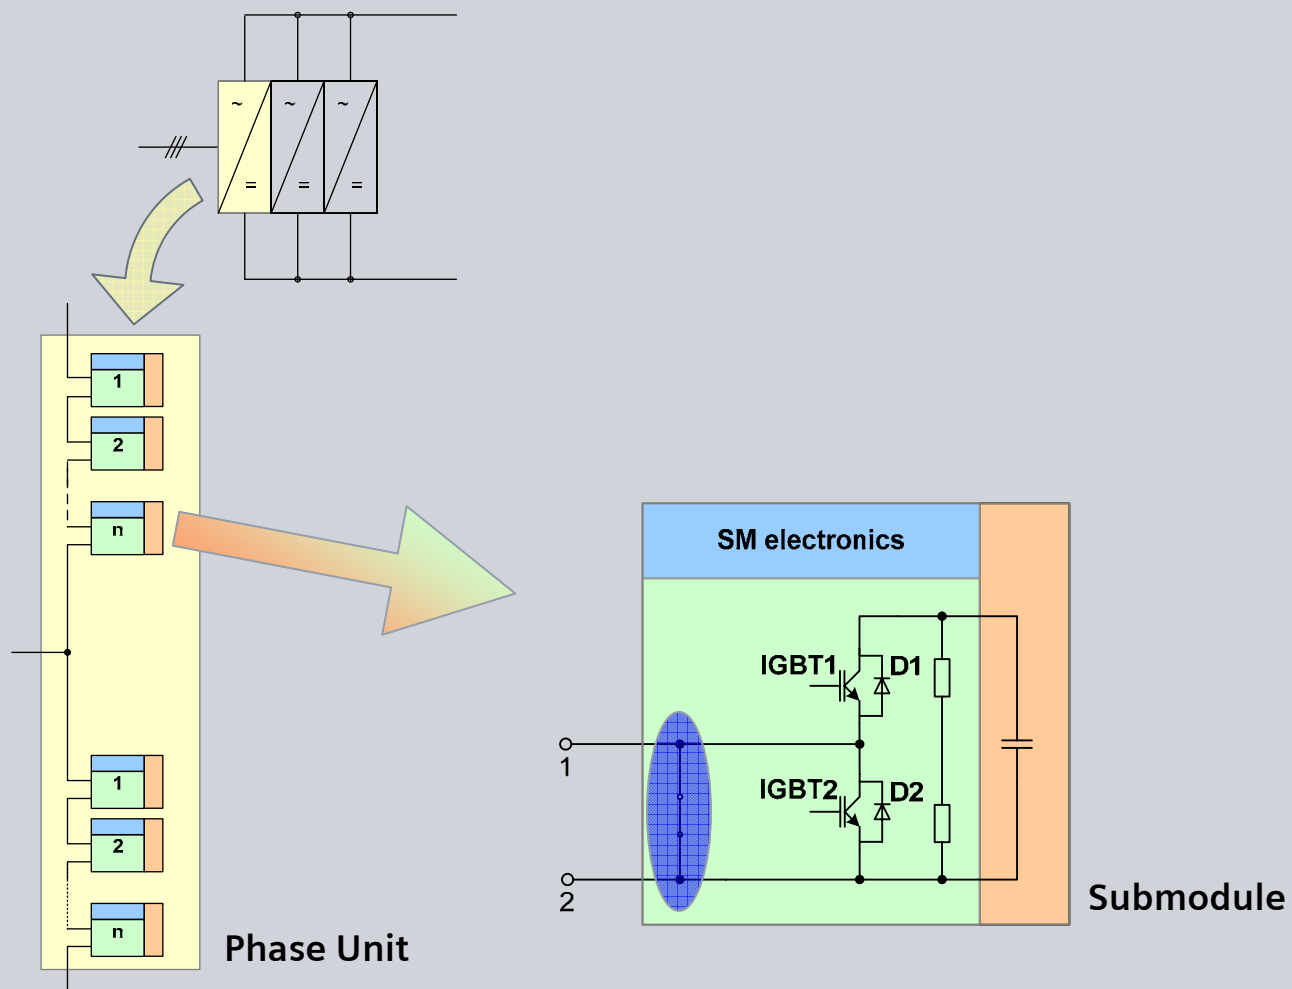 ~ ~ ~
= = =
1
2
n
1
2
n
Phase Unit
SM electronics
IGBT1 D1
1
IGBT2 D2
2
Submodule